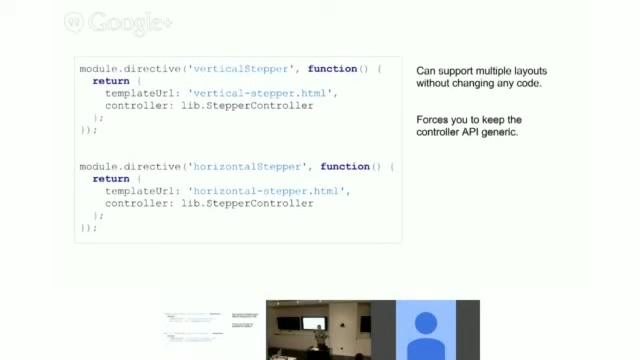 Google+
module.directive('verticalStepper', function() {
return {
templateUrl: 'vertical-stepper.html',
controller: lib.StepperController
};
});
module.directive('horizontalStepper', function() {
return {
templateUrl: 'horizontal-stepper.html',
controller: lib.StepperController
};
});
Can support multiple layouts
without changing any code.
Forces you to keep the
controller API generic.